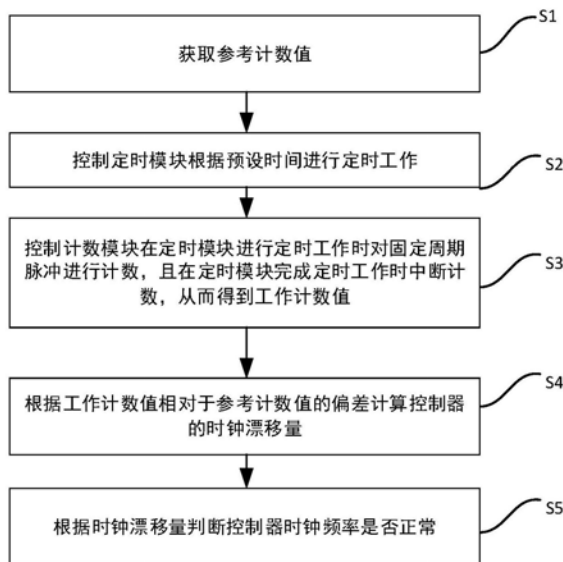 S1
获取参考计数值
控制定时模块根据预设时间进行定时工作
S2
控制计数模块在定时模块进行定时工作时对固定周期
脉冲进行计数，且在定时模块完成定时工作时中断计
数，从而得到工作计数值
S3
根据工作计数值相对于参考计数值的偏差计算控制器
的时钟漂移量
S4
根据时钟漂移量判断控制器时钟频率是否正常
S5